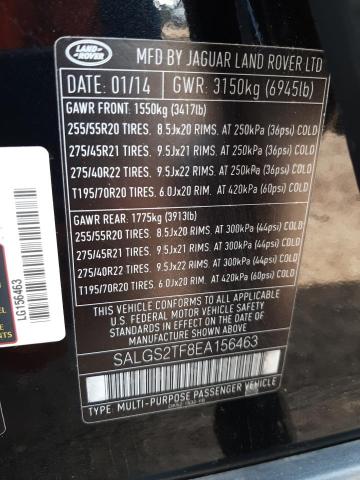 LAND-
ROVER
MFD BY JAGUAR LAND ROVER LTD
DATE: 01/14 GWR: 3150kg (6945lb)
GAWR FRONT: 1550kg (3417lb)
255/55R20 TIRES. 8.5Jx20 RIMS. AT 250kPa (36psi) COLD
275/45R21 TIRES. 9.5Jx21 RIMS. AT 250kPa (36psi) COLD
275/40R22 TIRES. 9.5Jx22 RIMS. AT 250kPa (36psi) COLD
T195/70R20 TIRES. 6.0Jx20 RIMS. AT 420kPa (60psi) COLD
GAWR REAR: 1775kg (3913lb)
255/55R20 TIRES. 8.5Jx20 RIMS. AT 300kPa (44psi) COLD
275/45R21 TIRES. 9.5Jx21 RIMS. AT 300kPa (44psi) COLD
275/40R22 TIRES. 9.5Jx22 RIMS. AT 300kPa (44psi) COLD
T195/70R20 TIRES. 6.0Jx20 RIMS. AT 420kPa (60psi) COLD
THIS VEHICLE CONFORMS TO ALL APPLICABLE
U.S. FEDERAL MOTOR VEHICLE SAFETY
STANDARDS IN EFFECT ON THE DATE OF
MANUFACTURE SHOWN ABOVE.
SALGS2TF8EA156463
TYPE: MULTI-PURPOSE PASSENGER VEHICLE
LG156463